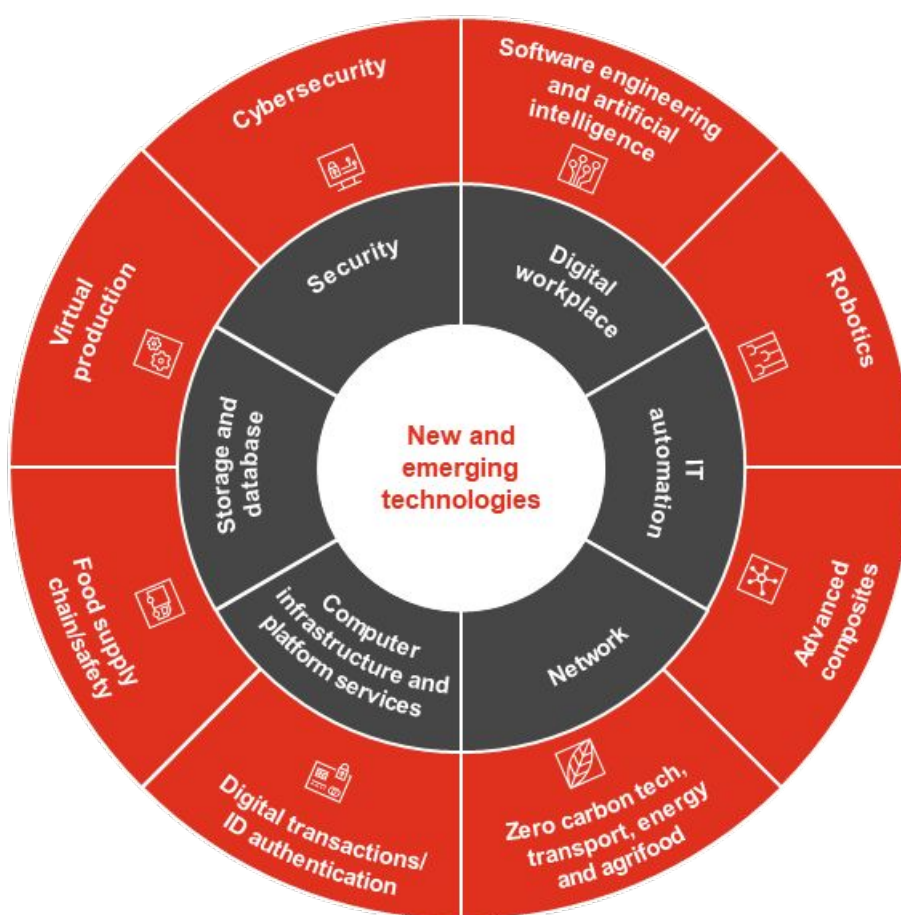 Cybersecurity
Software engineering
and artificial
intelligence
Robotics
Advanced
composites
Zero carbon tech,
transport, energy
and agrifood
Digital transactions/
ID authentication
Food supply
chain/safety
Virtual
production
Security
Digital
workplace
IT
automation
Network
Computer
infrastructure and
platform services
Storage and
database
New and
emerging
technologies